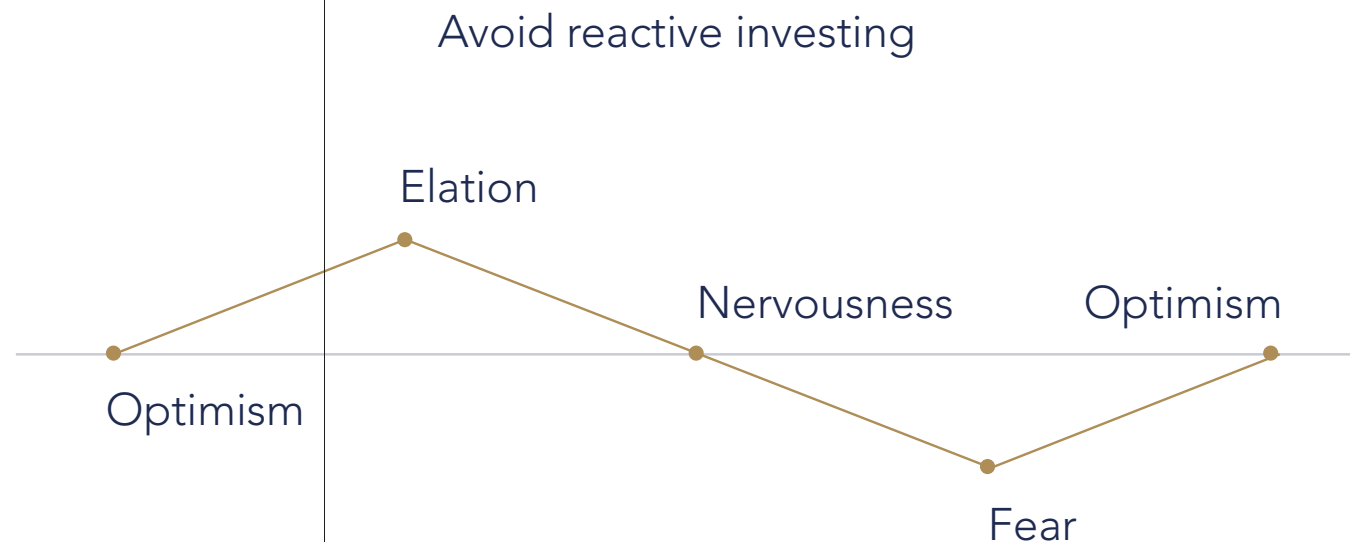 Avoid reactive investing
Elation
Nervousness
Optimism
Optimism
Fear